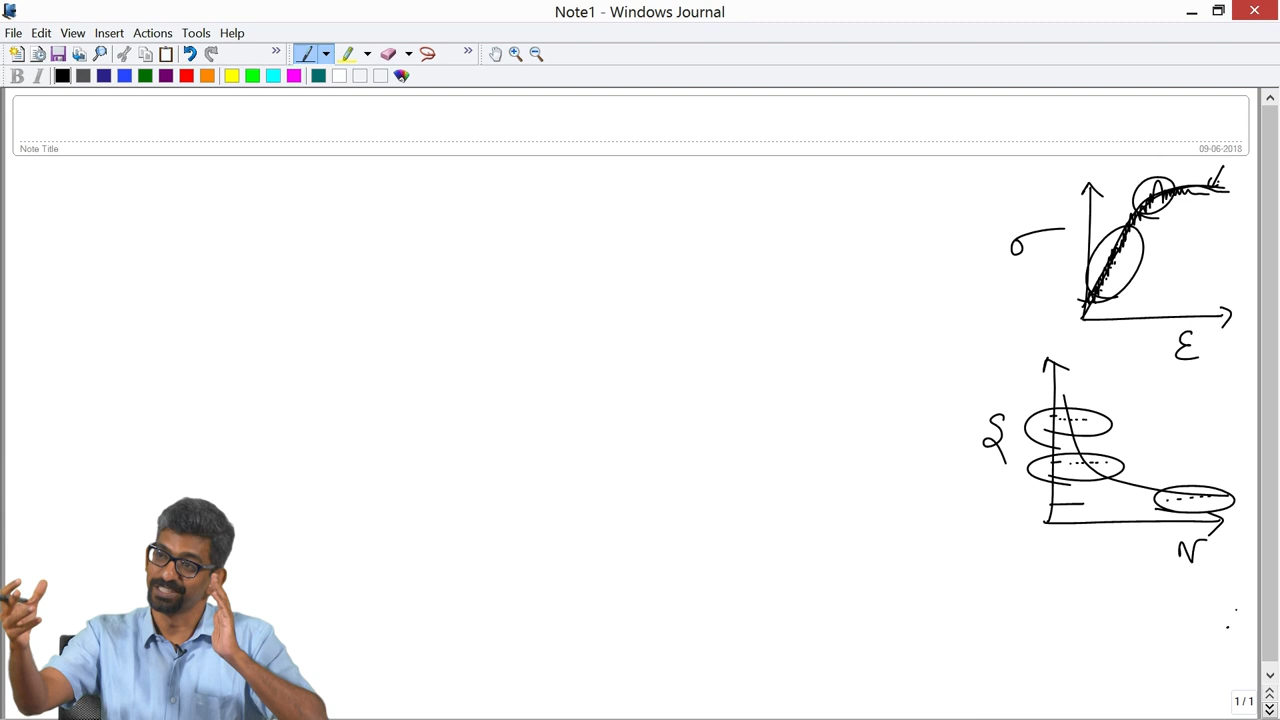 Note1 - Windows Journal
File Edit View Insert Actions Tools Help
B I
Note Title
09-06-2018
σ
ε
S
N
1 / 1